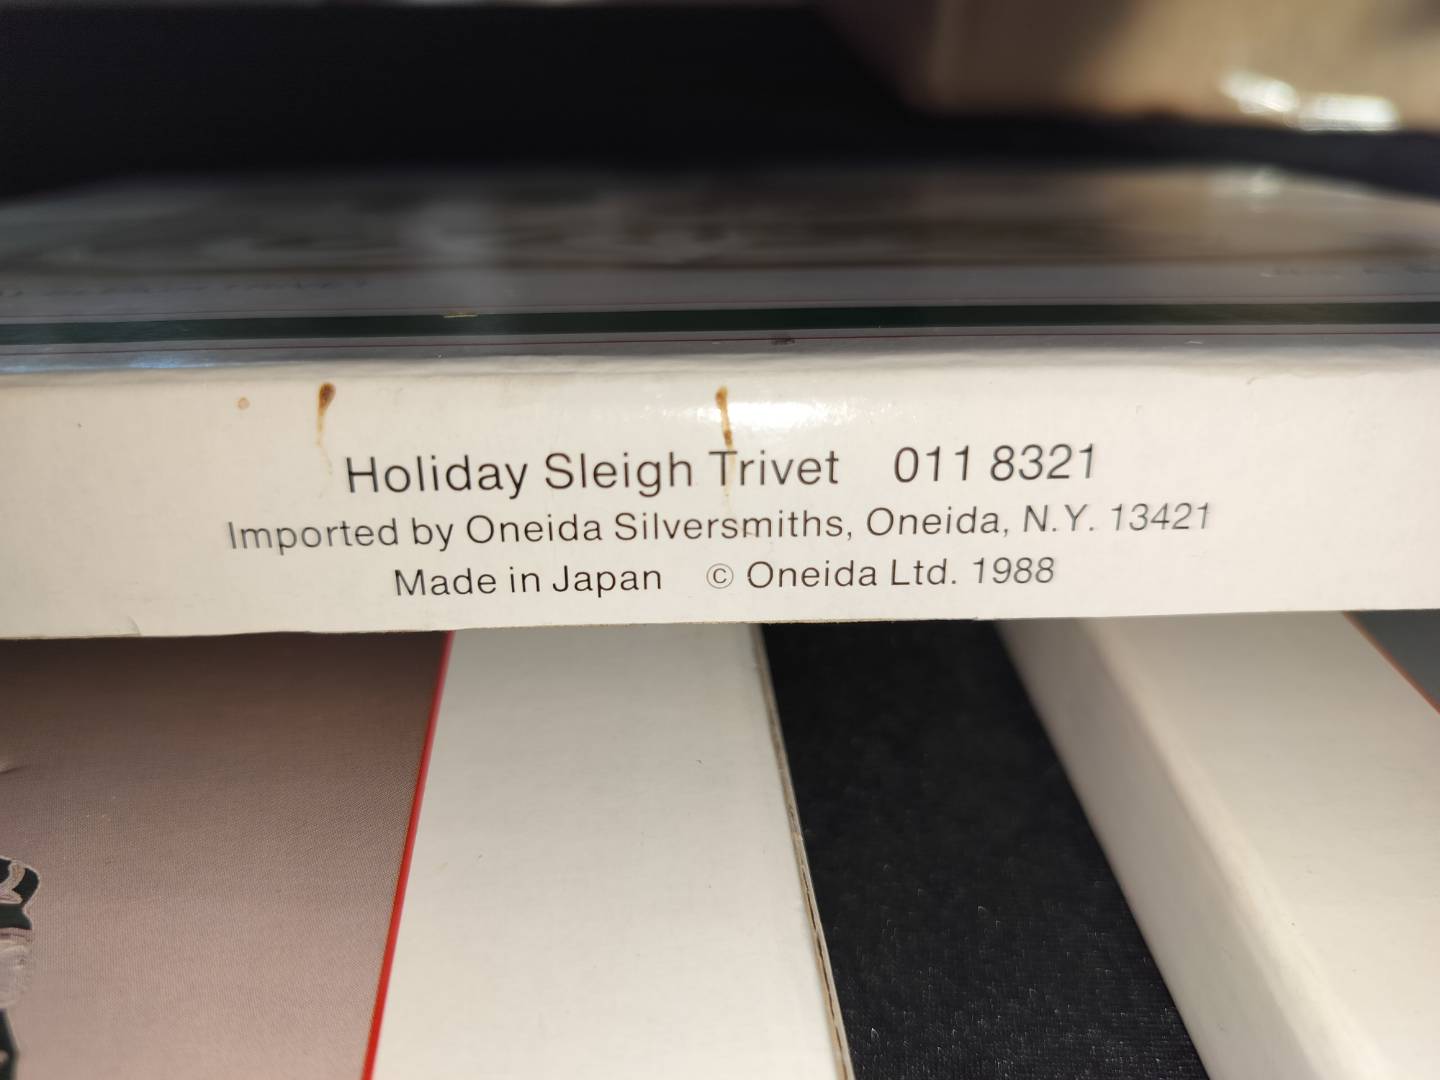 Holiday Sleigh Trivet 011 8321
Imported by Oneida Silversmiths, Oneida, N.Y. 13421
Made in Japan © Oneida Ltd. 1988